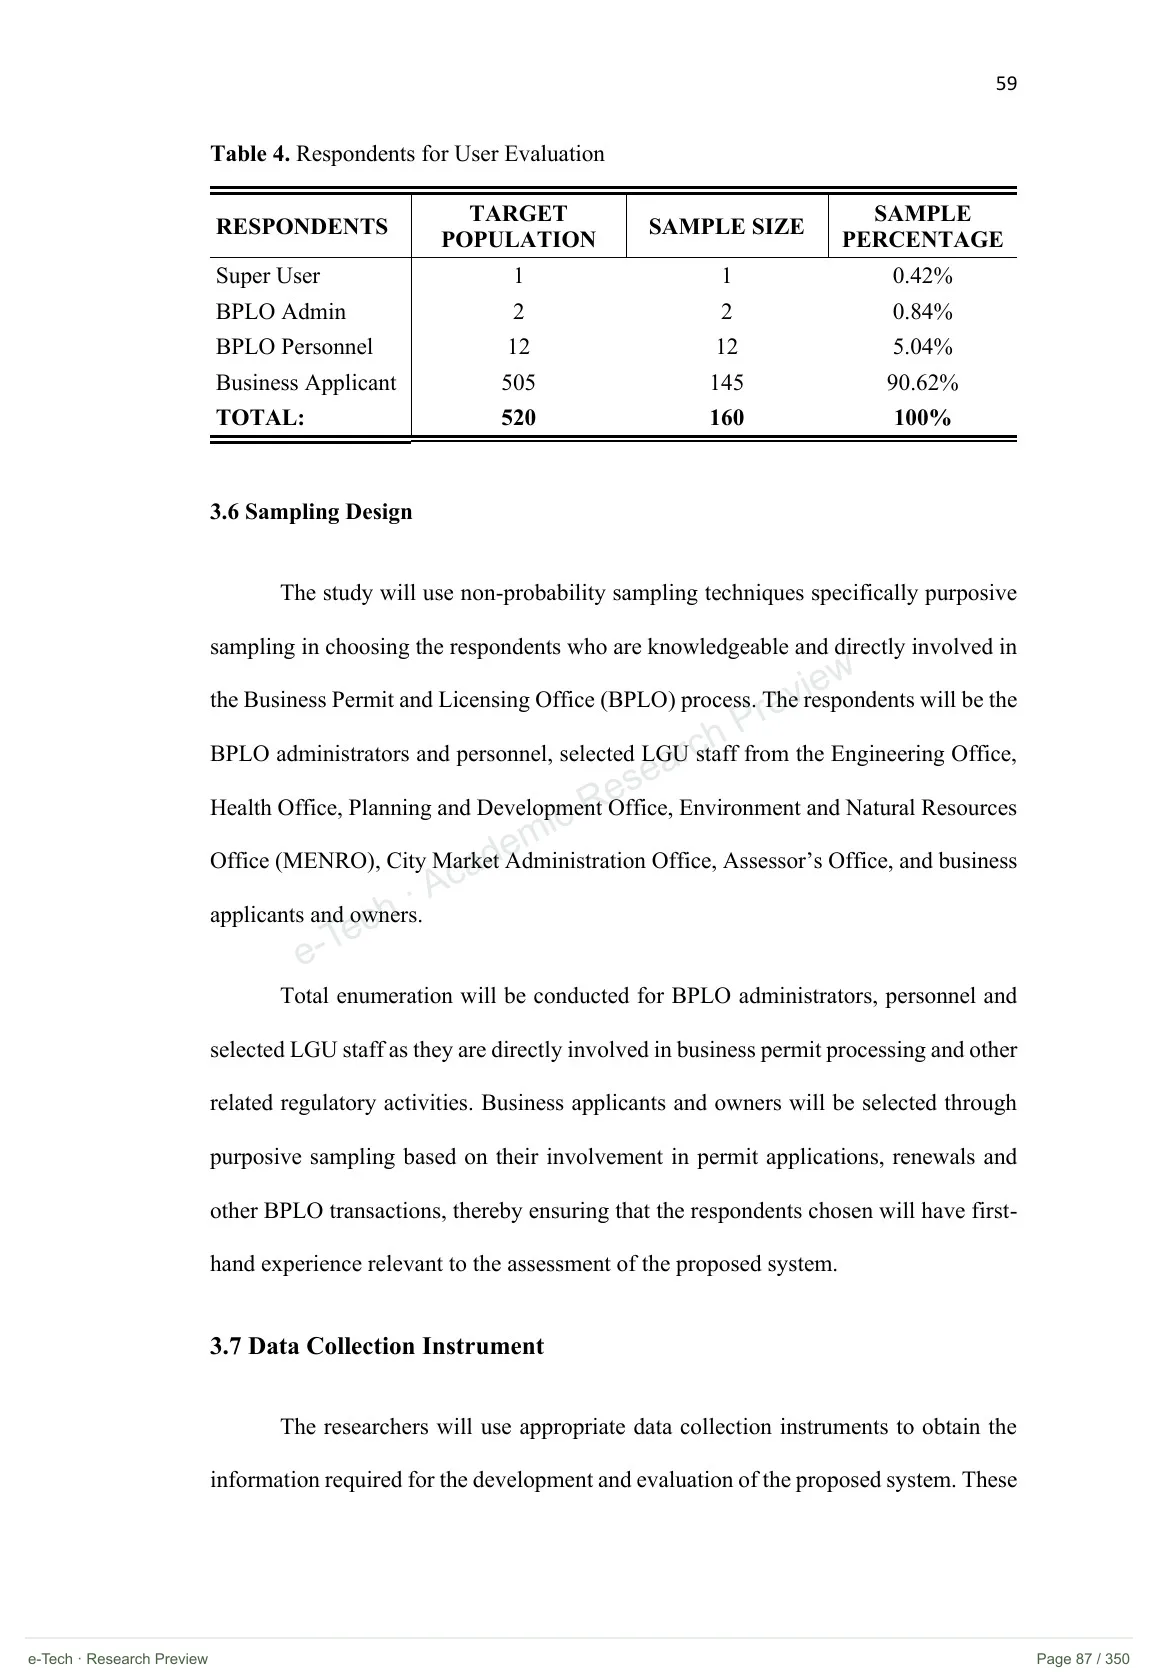 59
Table 4. Respondents for User Evaluation
RESPONDENTS TARGET POPULATION SAMPLE SIZE SAMPLE PERCENTAGE
Super User 1 1 0.42%
BPLO Admin 2 2 0.84%
BPLO Personnel 12 12 5.04%
Business Applicant 505 145 90.62%
TOTAL: 520 160 100%
3.6 Sampling Design
The study will use non-probability sampling techniques specifically purposive
sampling in choosing the respondents who are knowledgeable and directly involved in
the Business Permit and Licensing Office (BPLO) process. The respondents will be the
BPLO administrators and personnel, selected LGU staff from the Engineering Office,
Health Office, Planning and Development Office, Environment and Natural Resources
Office (MENRO), City Market Administration Office, Assessor’s Office, and business
applicants and owners.
e-Tech · Academic Research Preview
Total enumeration will be conducted for BPLO administrators, personnel and
selected LGU staff as they are directly involved in business permit processing and other
related regulatory activities. Business applicants and owners will be selected through
purposive sampling based on their involvement in permit applications, renewals and
other BPLO transactions, thereby ensuring that the respondents chosen will have first-
hand experience relevant to the assessment of the proposed system.
3.7 Data Collection Instrument
The researchers will use appropriate data collection instruments to obtain the
information required for the development and evaluation of the proposed system. These
e-Tech · Research Preview
Page 87 / 350